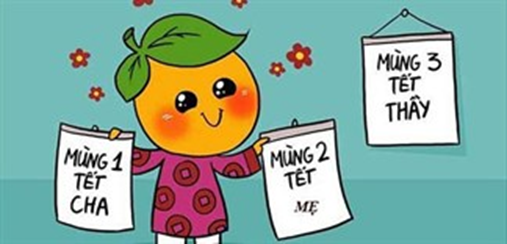 MÙNG 1
TẾT
CHA
MÙNG 2
TẾT
MẸ
MÙNG 3
TẾT
THẦY